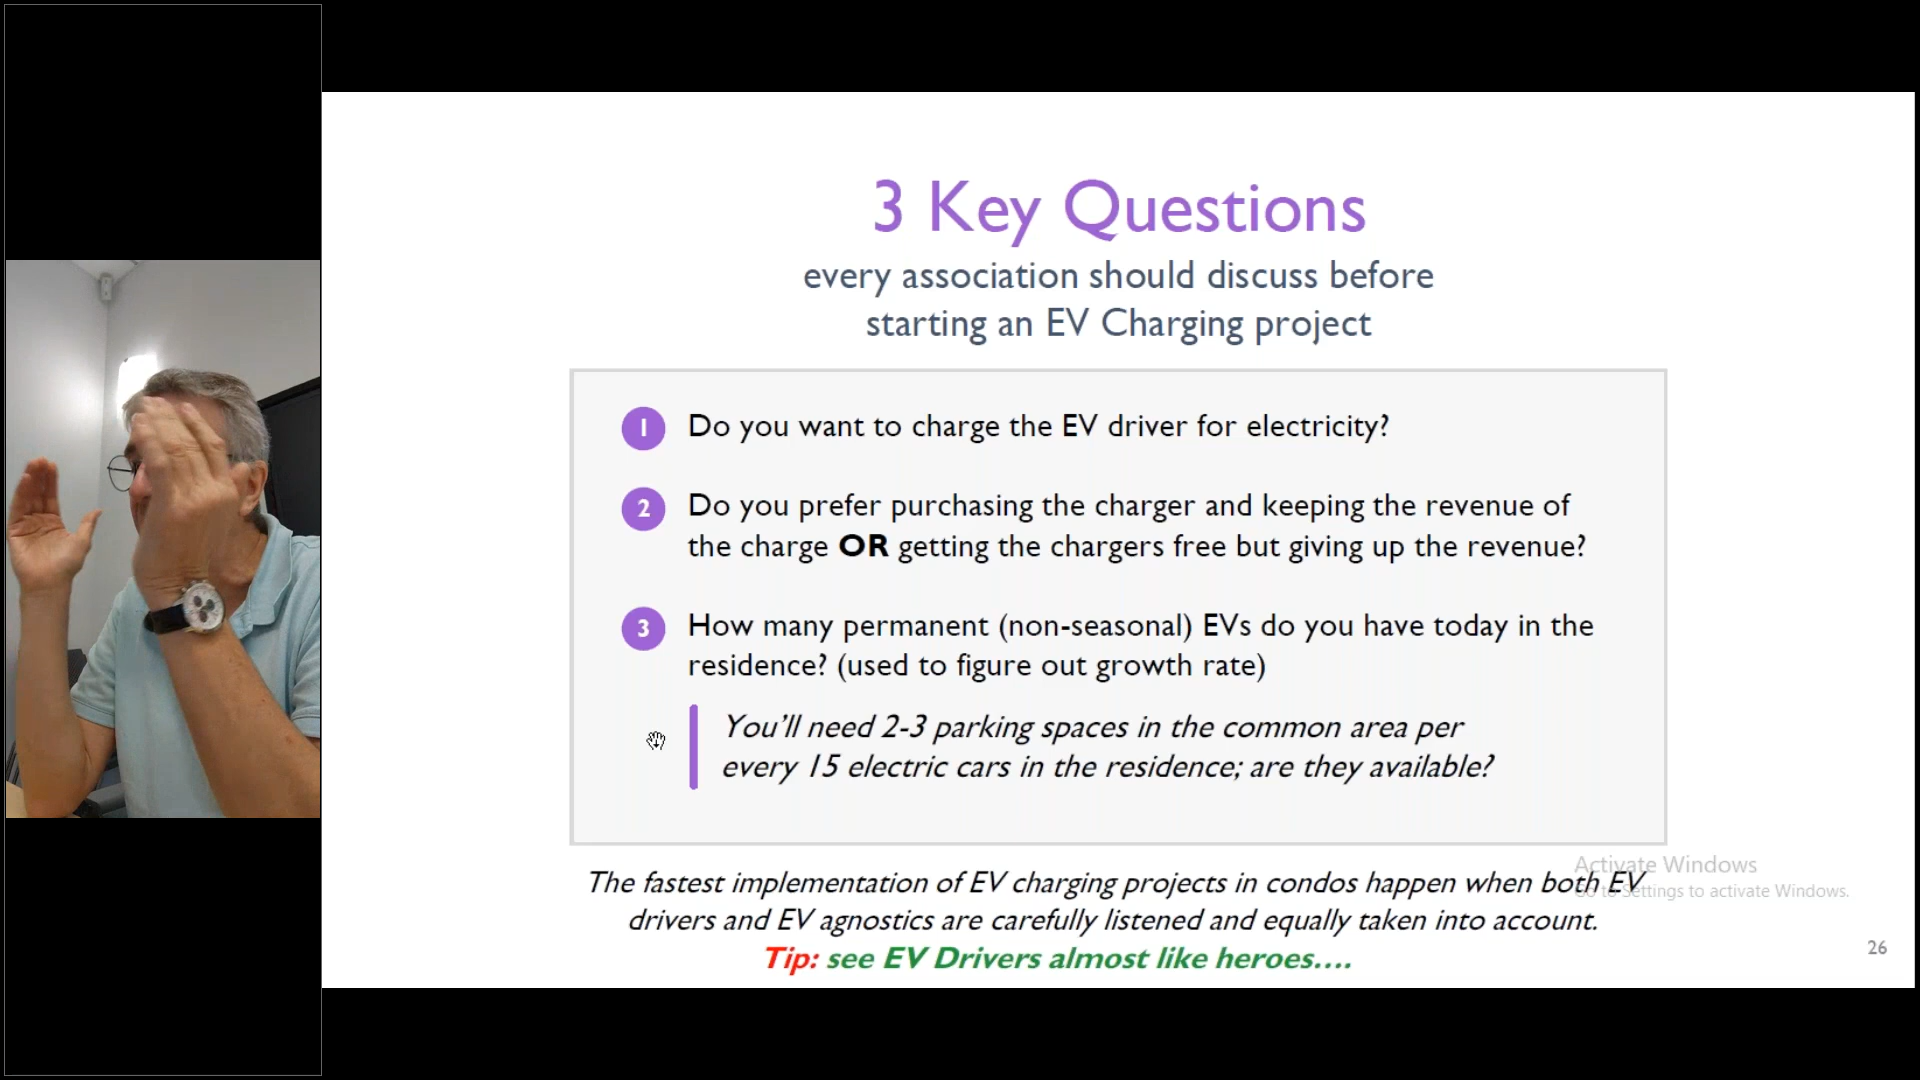 3 Key Questions
every association should discuss before
starting an EV Charging project
1 Do you want to charge the EV driver for electricity?
2 Do you prefer purchasing the charger and keeping the revenue of
the charge OR getting the chargers free but giving up the revenue?
3 How many permanent (non-seasonal) EVs do you have today in the
residence? (used to figure out growth rate)
You'll need 2-3 parking spaces in the common area per
every 15 electric cars in the residence; are they available?
The fastest implementation of EV charging projects in condos happen when both EV
drivers and EV agnostics are carefully listened and equally taken into account.
Tip: see EV Drivers almost like heroes....
Activate Windows
Go to Settings to activate Windows.
26